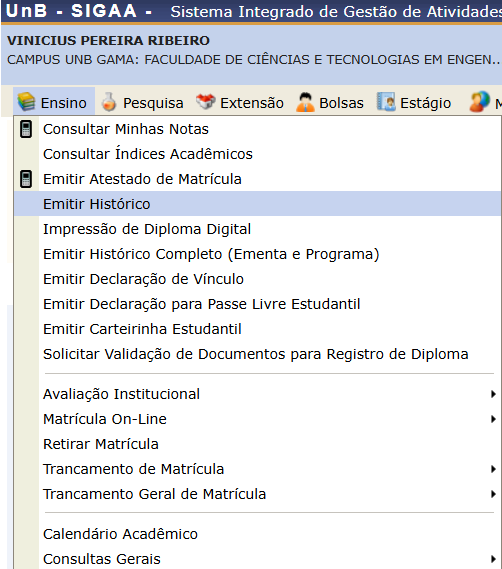 UnB - SIGAA - Sistema Integrado de Gestão de Atividades
VINICIUS PEREIRA RIBEIRO
CAMPUS UNB GAMA: FACULDADE DE CIÊNCIAS E TECNOLOGIAS EM ENGEN...
Ensino Pesquisa Extensão Bolsas Estágio M
Consultar Minhas Notas
Consultar Índices Acadêmicos
Emitir Atestado de Matrícula
Emitir Histórico
Impressão de Diploma Digital
Emitir Histórico Completo (Ementa e Programa)
Emitir Declaração de Vínculo
Emitir Declaração para Passe Livre Estudantil
Emitir Carteirinha Estudantil
Solicitar Validação de Documentos para Registro de Diploma
Avaliação Institucional
Matrícula On-Line
Retirar Matrícula
Trancamento de Matrícula
Trancamento Geral de Matrícula
Calendário Acadêmico
Consultas Gerais